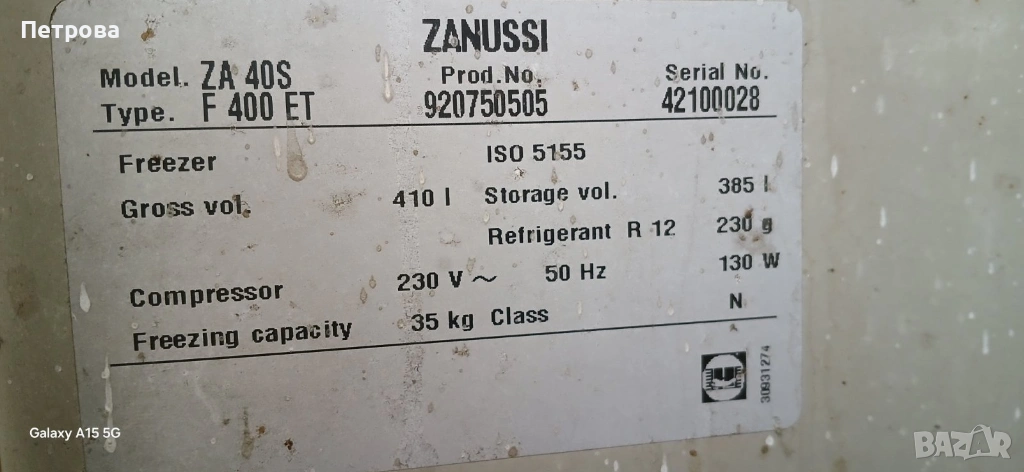 Петрова
ZANUSSI
Model. ZA 40S Prod.No. Serial No.
Type. F 400 ET 920750505 42100028
Freezer ISO 5155
Gross vol. 410 l Storage vol. 385 l
Refrigerant R 12 230 g
Compressor 230 V ~ 50 Hz 130 W
Freezing capacity 35 kg Class N
30931274
Galaxy A15 5G
BAZAR